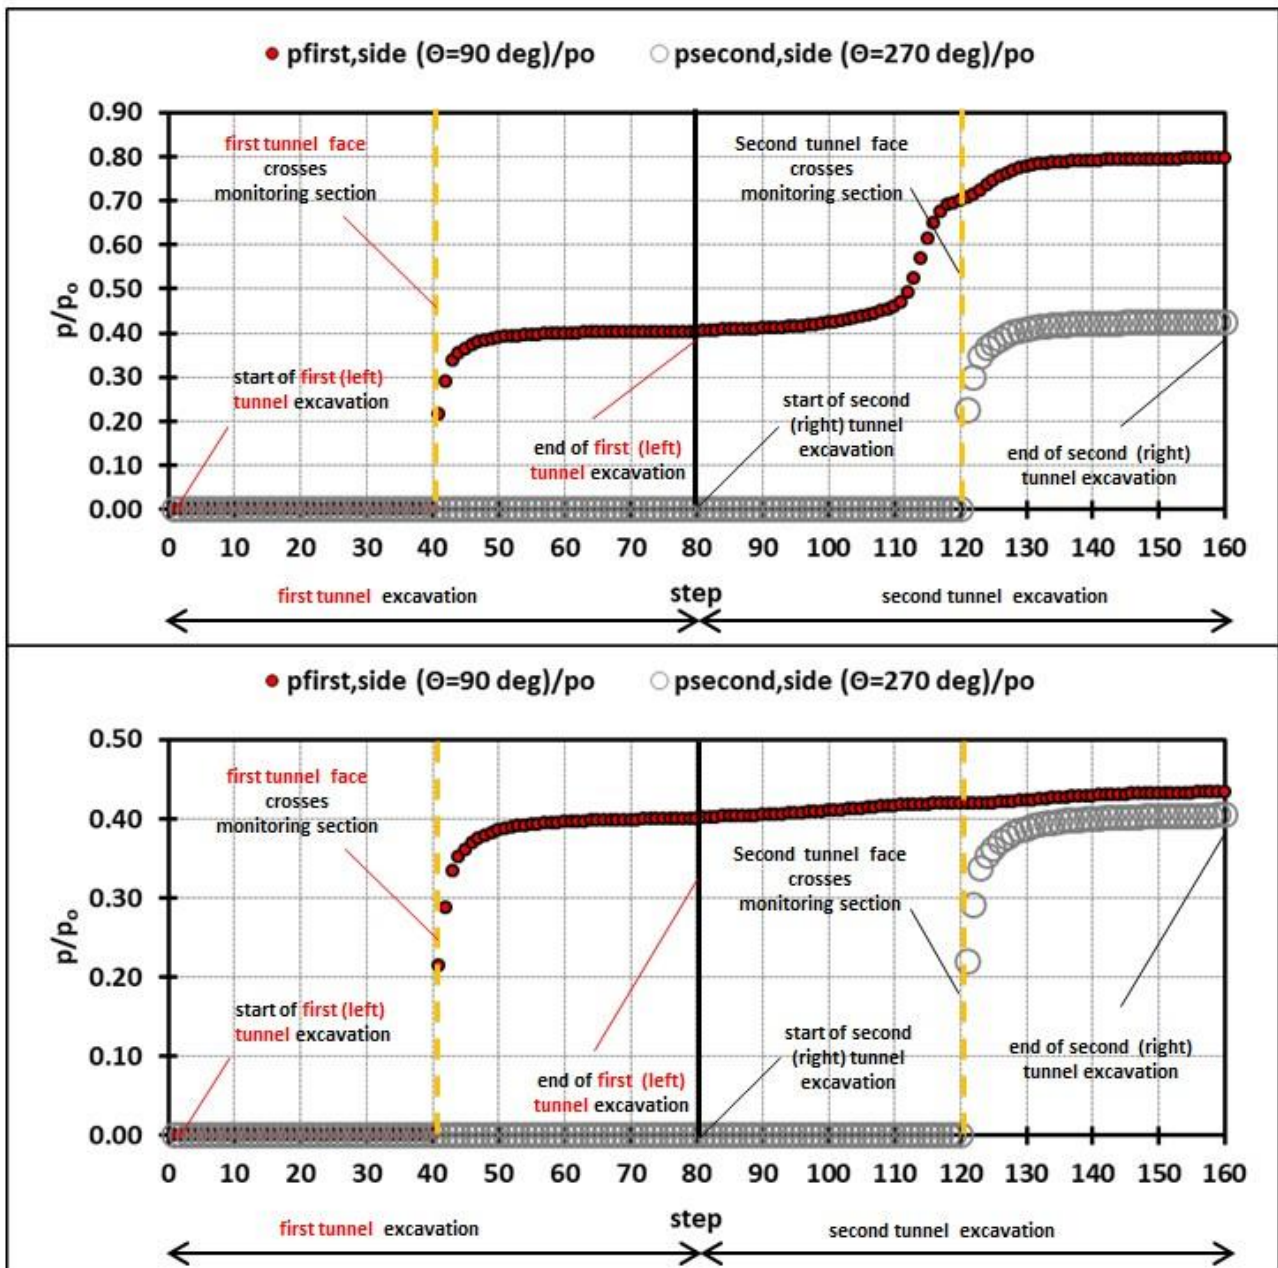 pfirst,side (Θ=90 deg)/po psecond,side (Θ=270 deg)/po
0.90
0.80
0.70
0.60
0.50
0.40
0.30
0.20
0.10
0.00
p/pₒ
first tunnel face
crosses
monitoring section
Second tunnel face
crosses
monitoring section
start of first (left)
tunnel excavation
end of first (left)
tunnel excavation
start of second
(right) tunnel
excavation
end of second (right)
tunnel excavation
0 10 20 30 40 50 60 70 80 90 100 110 120 130 140 150 160
first tunnel excavation
step
second tunnel excavation
pfirst,side (Θ=90 deg)/po psecond,side (Θ=270 deg)/po
0.50
0.40
0.30
0.20
0.10
0.00
p/pₒ
first tunnel face
crosses
monitoring section
Second tunnel face
crosses
monitoring section
start of first (left)
tunnel excavation
end of first (left)
tunnel excavation
start of second
(right) tunnel
excavation
end of second (right)
tunnel excavation
0 10 20 30 40 50 60 70 80 90 100 110 120 130 140 150 160
first tunnel excavation
step
second tunnel excavation